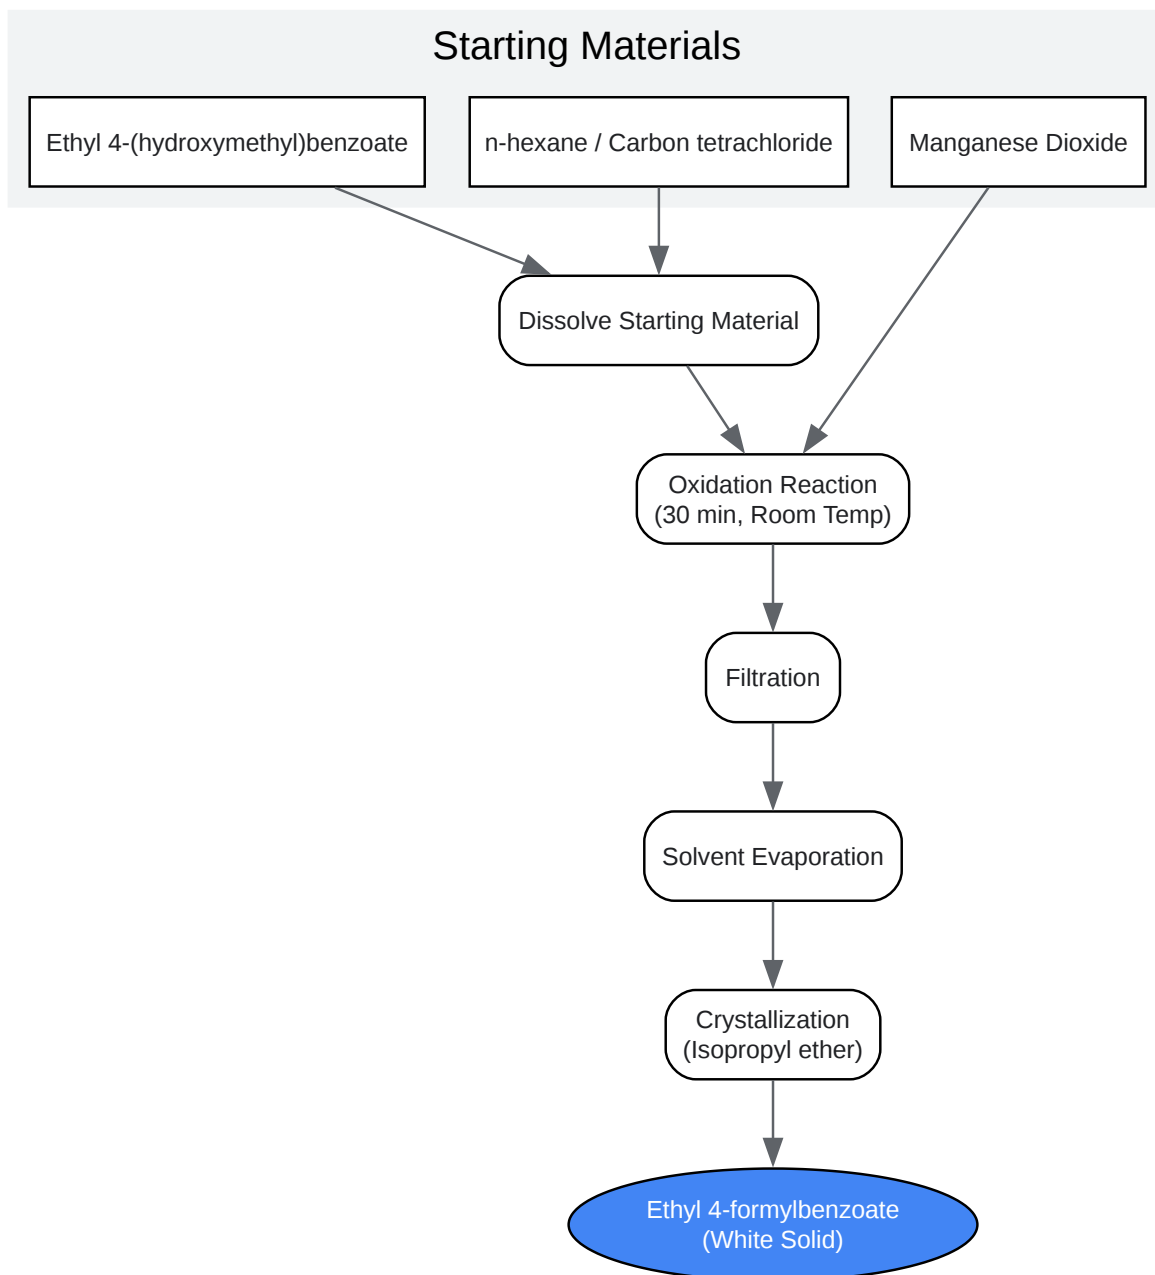 Starting Materials
Ethyl 4-(hydroxymethyl)benzoate
n-hexane / Carbon tetrachloride
Manganese Dioxide
Dissolve Starting Material
Oxidation Reaction
(30 min, Room Temp)
Filtration
Solvent Evaporation
Crystallization
(Isopropyl ether)
Ethyl 4-formylbenzoate
(White Solid)